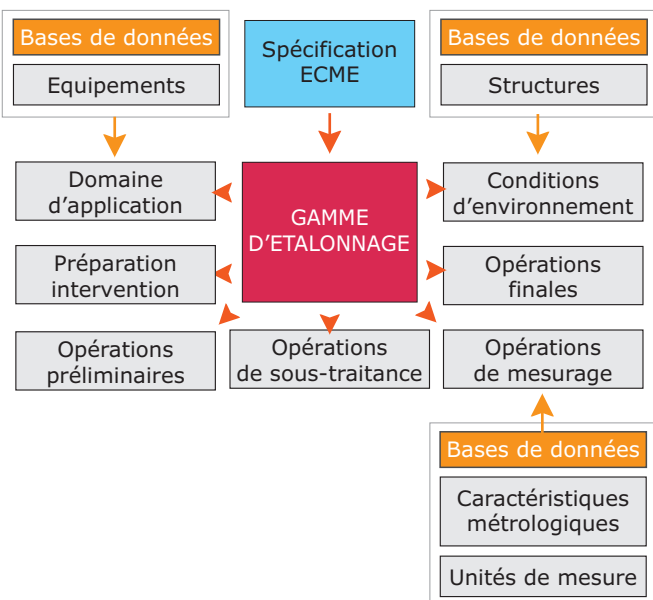 Bases de données
Equipements
Spécification
ECME
Bases de données
Structures
Domaine
d'application
GAMME
D'ETALONNAGE
Conditions
d'environnement
Préparation
intervention
Opérations
finales
Opérations
préliminaires
Opérations
de sous-traitance
Opérations
de mesurage
Bases de données
Caractéristiques
métrologiques
Unités de mesure